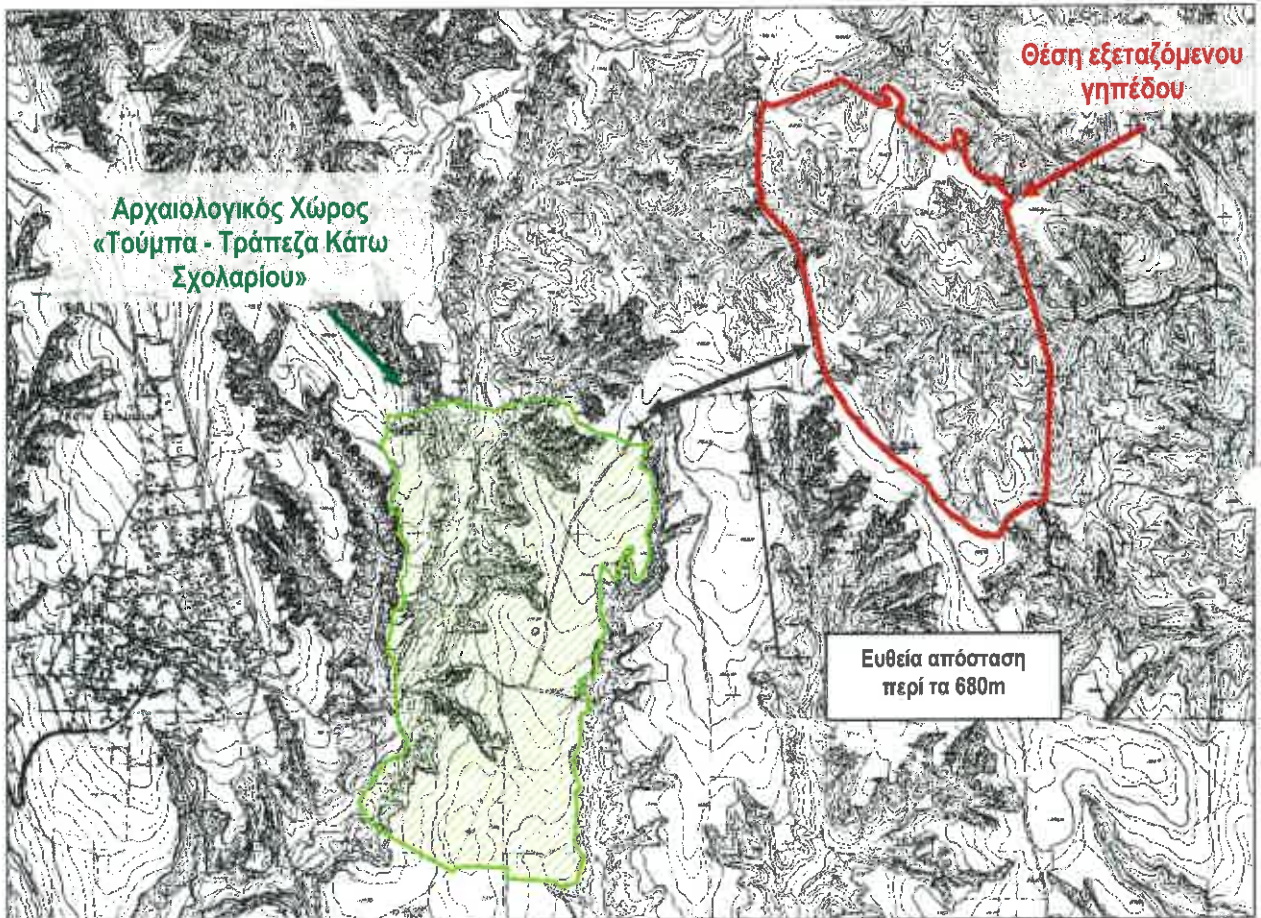 Θέση εξεταζόμενου
γηπέδου
Αρχαιολογικός Χώρος
«Τούμπα - Τράπεζα Κάτω
Σχολαρίου»
Ευθεία απόσταση
περί τα 680m